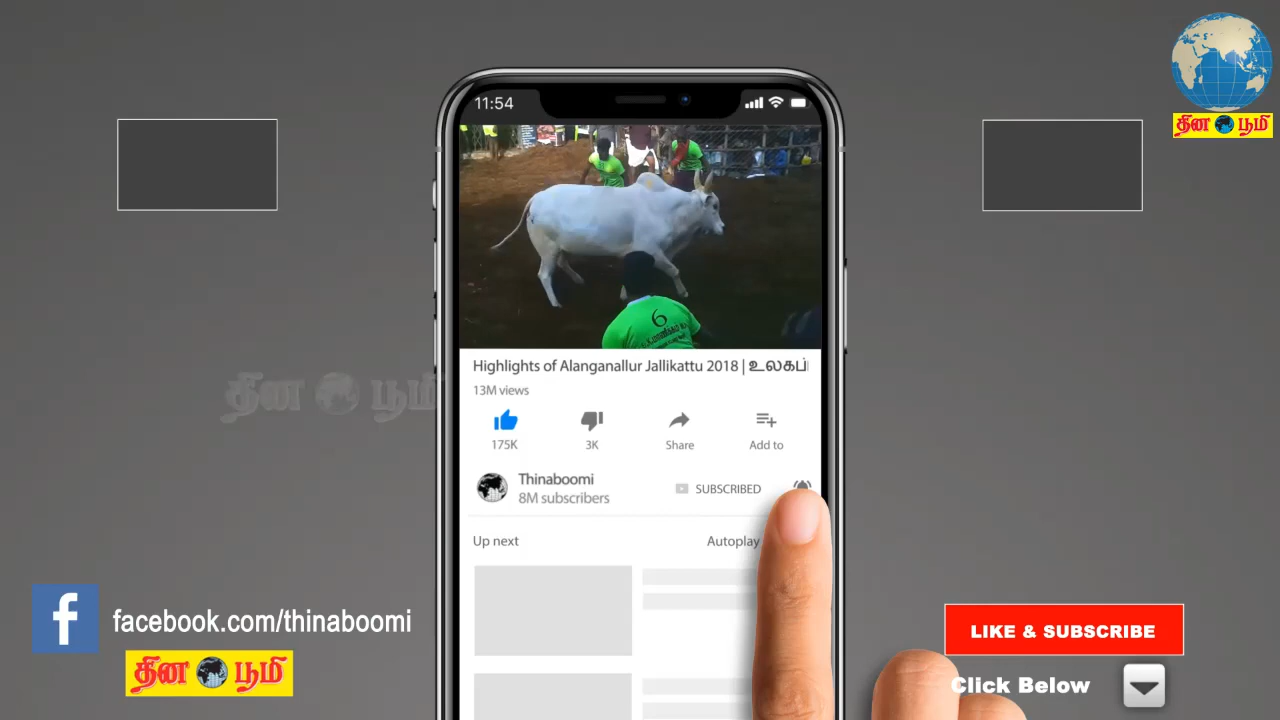 தின பூமி
11:54
6
Highlights of Alanganallur Jallikattu 2018 | உலகப்
13M views
175K
3K
Share
Add to
தின பூமி
Thinaboomi
8M subscribers
SUBSCRIBED
Up next
Autoplay
f
facebook.com/thinaboomi
தின பூமி
LIKE & SUBSCRIBE
Click Below